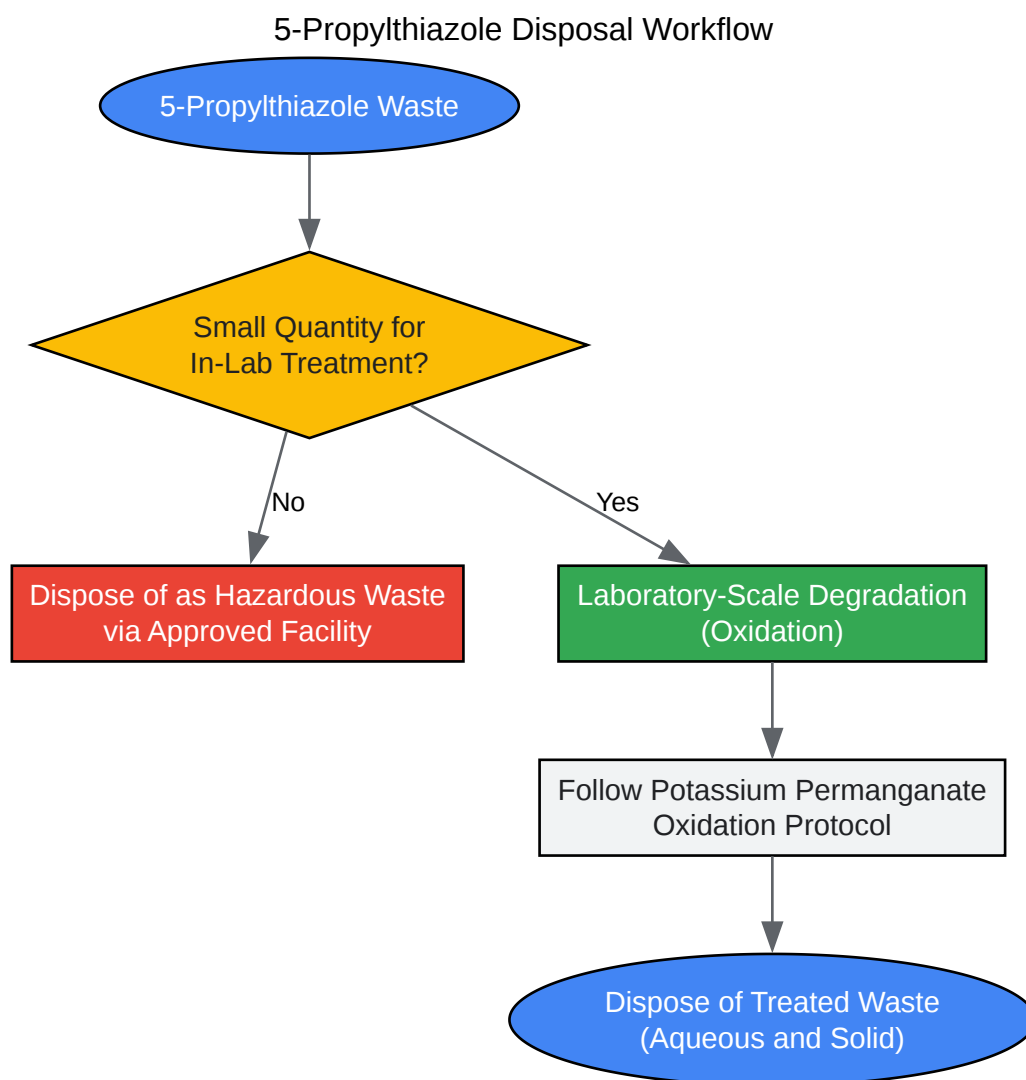 5-Propylthiazole Disposal Workflow
5-Propylthiazole Waste
Small Quantity for
In-Lab Treatment?
No
Yes
Dispose of as Hazardous Waste
via Approved Facility
Laboratory-Scale Degradation
(Oxidation)
Follow Potassium Permanganate
Oxidation Protocol
Dispose of Treated Waste
(Aqueous and Solid)